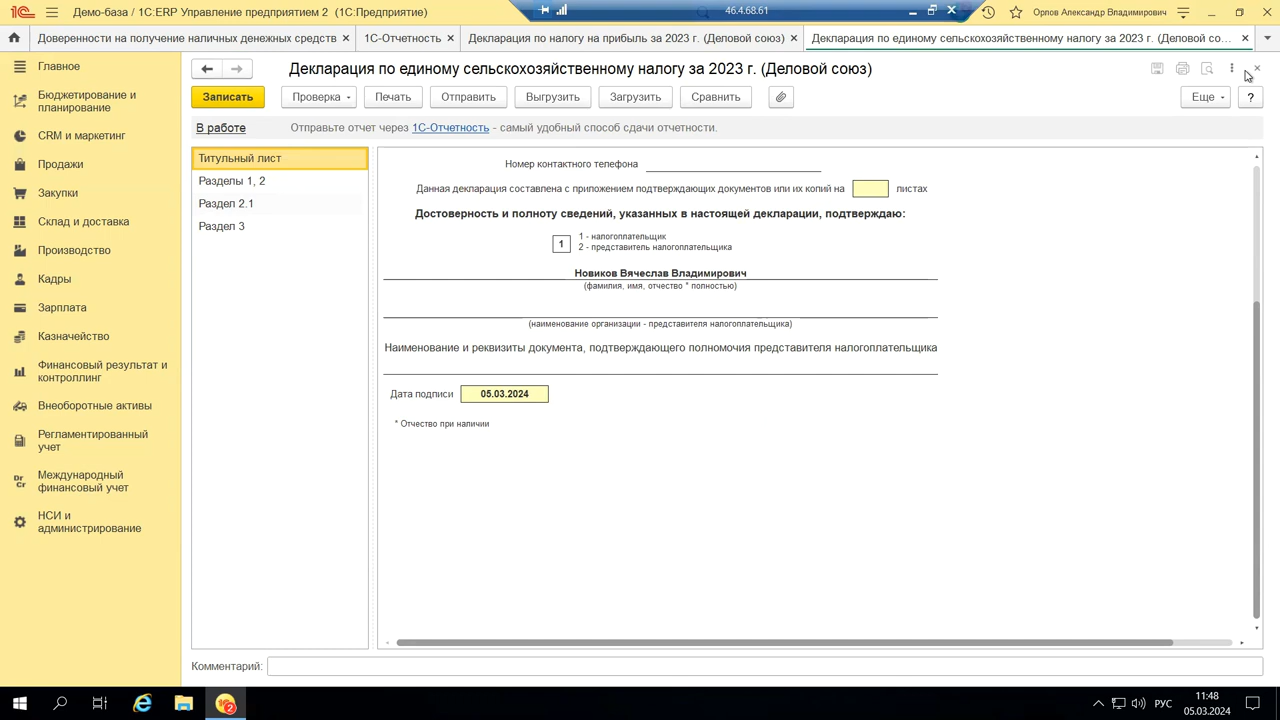 Демо-база / 1С:ERP Управление предприятием 2 (1С:Предприятие)
46.4.68.61
Орлов Александр Владимирович
Доверенности на получение наличных денежных средств
1С-Отчетность
Декларация по налогу на прибыль за 2023 г. (Деловой союз)
Декларация по единому сельскохозяйственному налогу за 2023 г. (Деловой со...
Главное
Бюджетирование и
планирование
CRM и маркетинг
Продажи
Закупки
Склад и доставка
Производство
Кадры
Зарплата
Казначейство
Финансовый результат и
контроллинг
Внеоборотные активы
Регламентированный
учет
Dr
Cr
Международный
финансовый учет
НСИ и
администрирование
Декларация по единому сельскохозяйственному налогу за 2023 г. (Деловой союз)
Записать
Проверка
Печать
Отправить
Выгрузить
Загрузить
Сравнить
Еще
?
В работе
Отправьте отчет через 1С-Отчетность - самый удобный способ сдачи отчетности.
Титульный лист
Разделы 1, 2
Раздел 2.1
Раздел 3
Номер контактного телефона
Данная декларация составлена с приложением подтверждающих документов или их копий на листах
Достоверность и полноту сведений, указанных в настоящей декларации, подтверждаю:
1
1 - налогоплательщик
2 - представитель налогоплательщика
Новиков Вячеслав Владимирович
(фамилия, имя, отчество * полностью)
(наименование организации - представителя налогоплательщика)
Наименование и реквизиты документа, подтверждающего полномочия представителя налогоплательщика
Дата подписи 05.03.2024
* Отчество при наличии
Комментарий:
2
РУС
11:48
05.03.2024